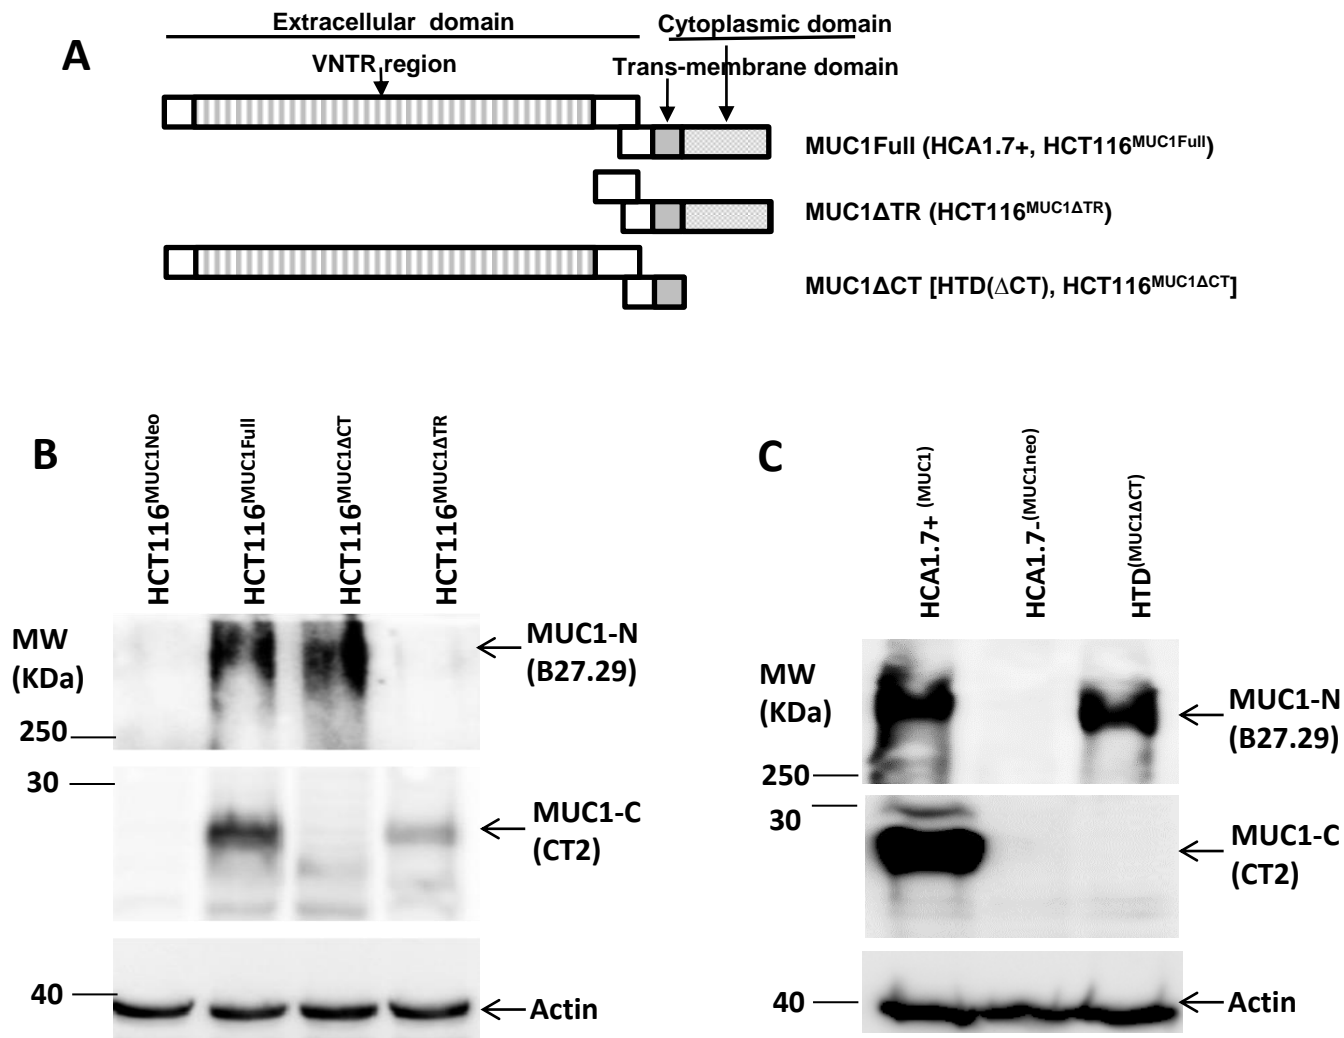 A
Extracellular domain
Cytoplasmic domain
VNTR region
Trans-membrane domain
MUC1Full (HCA1.7+, HCT116MUC1Full)
MUC1ΔTR (HCT116MUC1ΔTR)
MUC1ΔCT [HTD(ΔCT), HCT116MUC1ΔCT]
B
HCT116MUC1Neo
HCT116MUC1Full
HCT116MUC1ΔCT
HCT116MUC1ΔTR
MW
(KDa)
250
30
40
MUC1-N
(B27.29)
MUC1-C
(CT2)
Actin
C
HCA1.7+ (MUC1)
HCA1.7-(MUC1neo)
HTD(MUC1ΔCT)
MW
(KDa)
250
30
40
MUC1-N
(B27.29)
MUC1-C
(CT2)
Actin